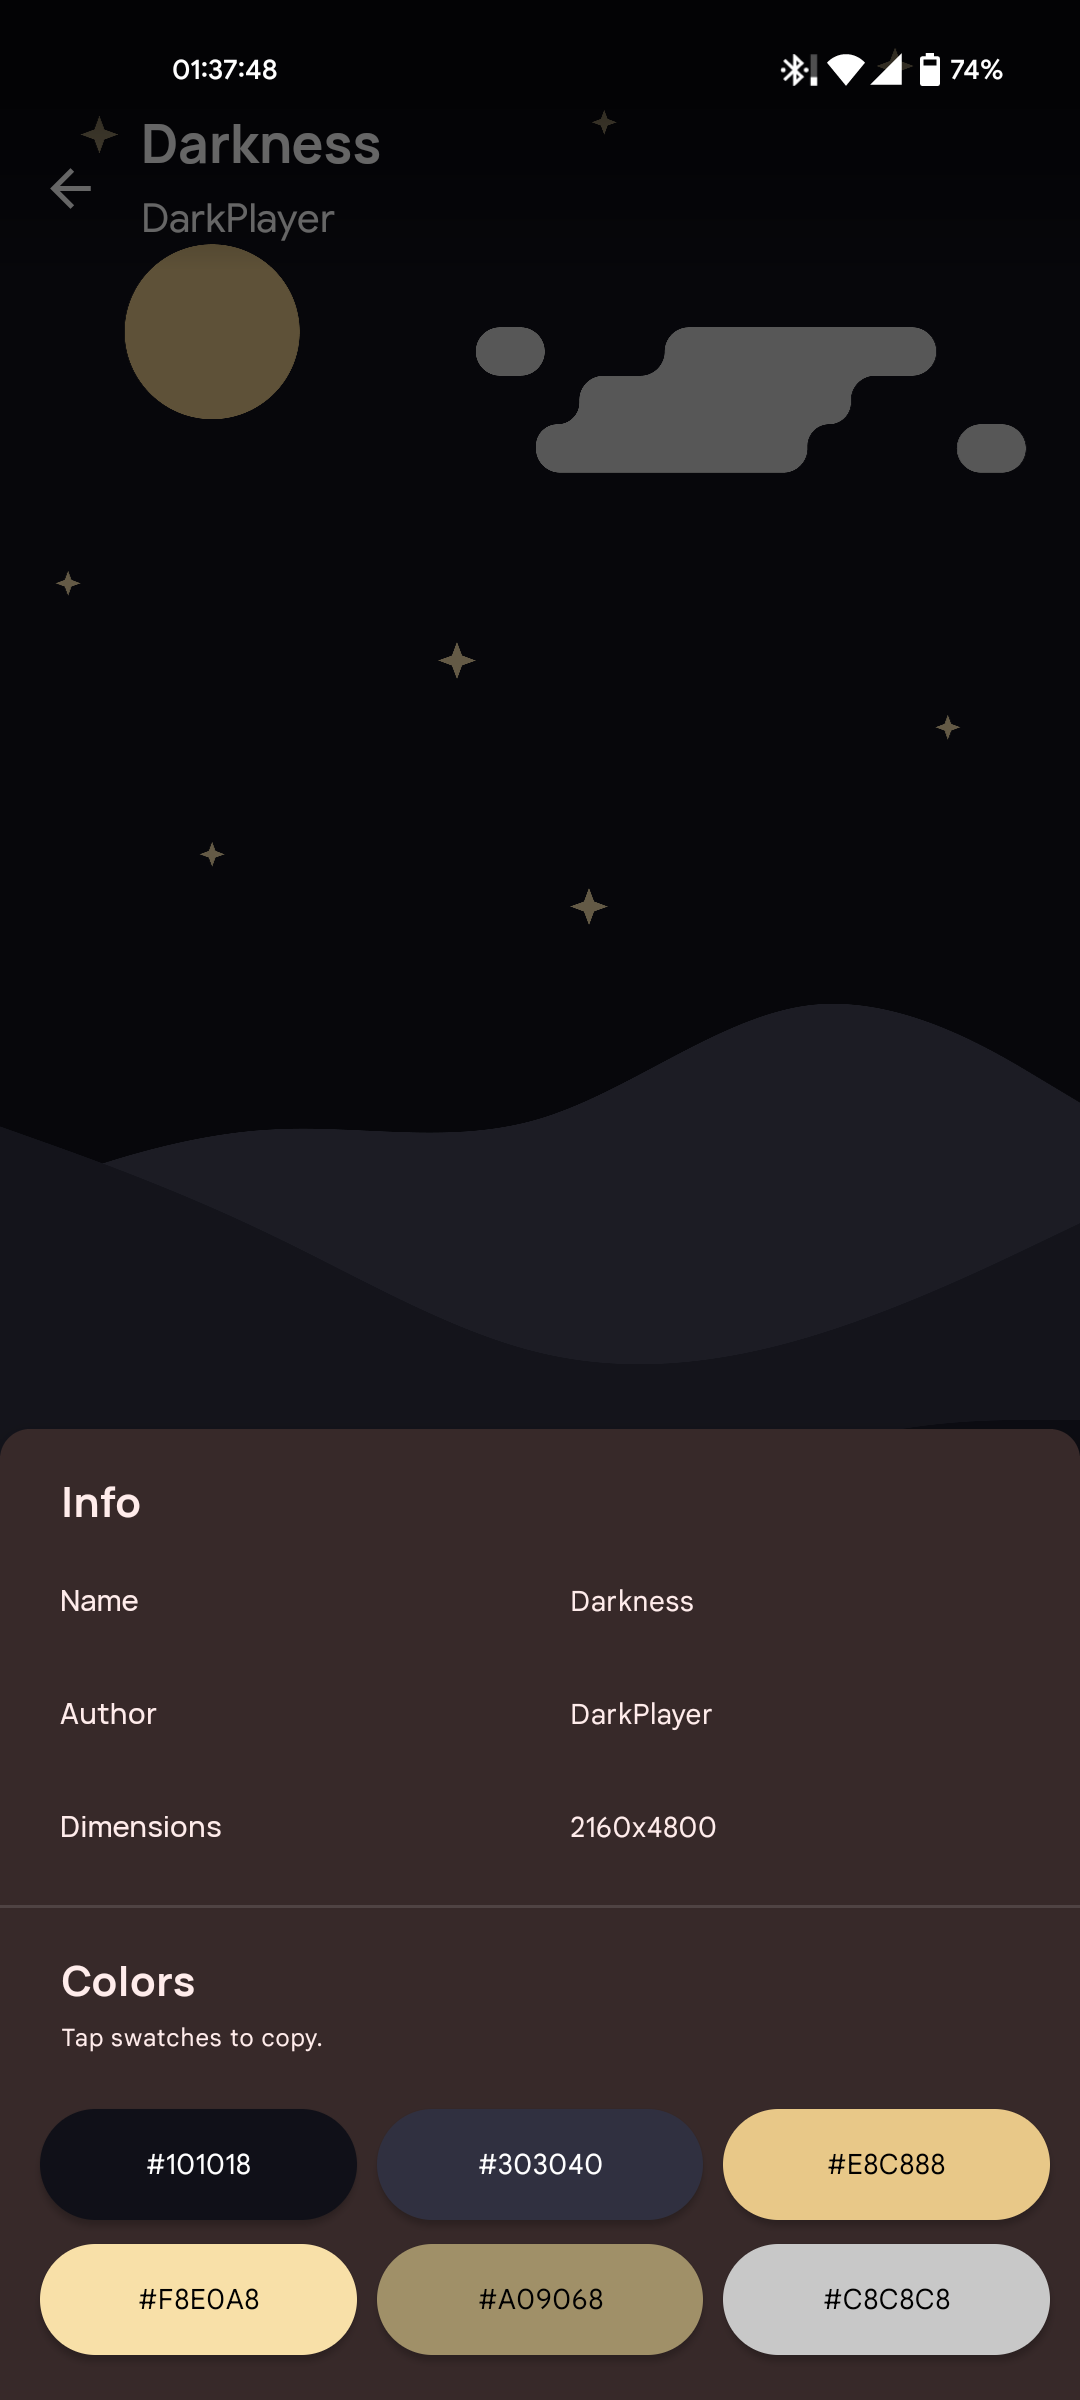 01:37:48 74%
Darkness
DarkPlayer
Info
Name Darkness
Author DarkPlayer
Dimensions 2160x4800
Colors
Tap swatches to copy.
#101018 #303040 #E8C888
#F8E0A8 #A09068 #C8C8C8